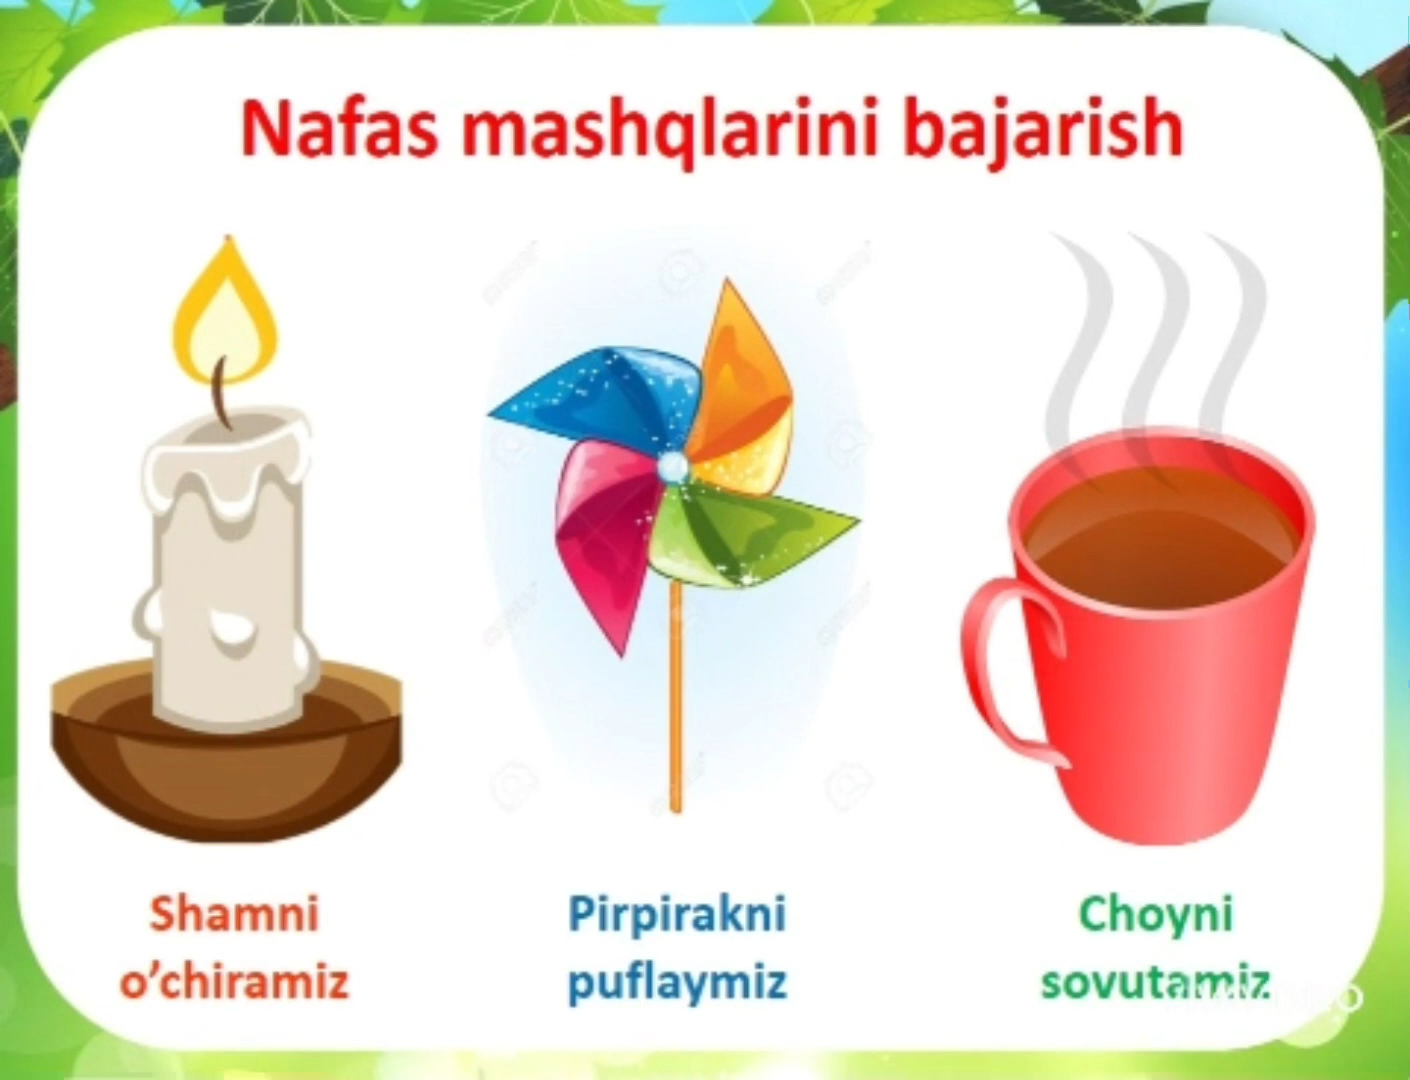 Nafas mashqlarini bajarish
Shamni
o’chiramiz
Pirpirakni
puflaymiz
Choyni
sovutamiz